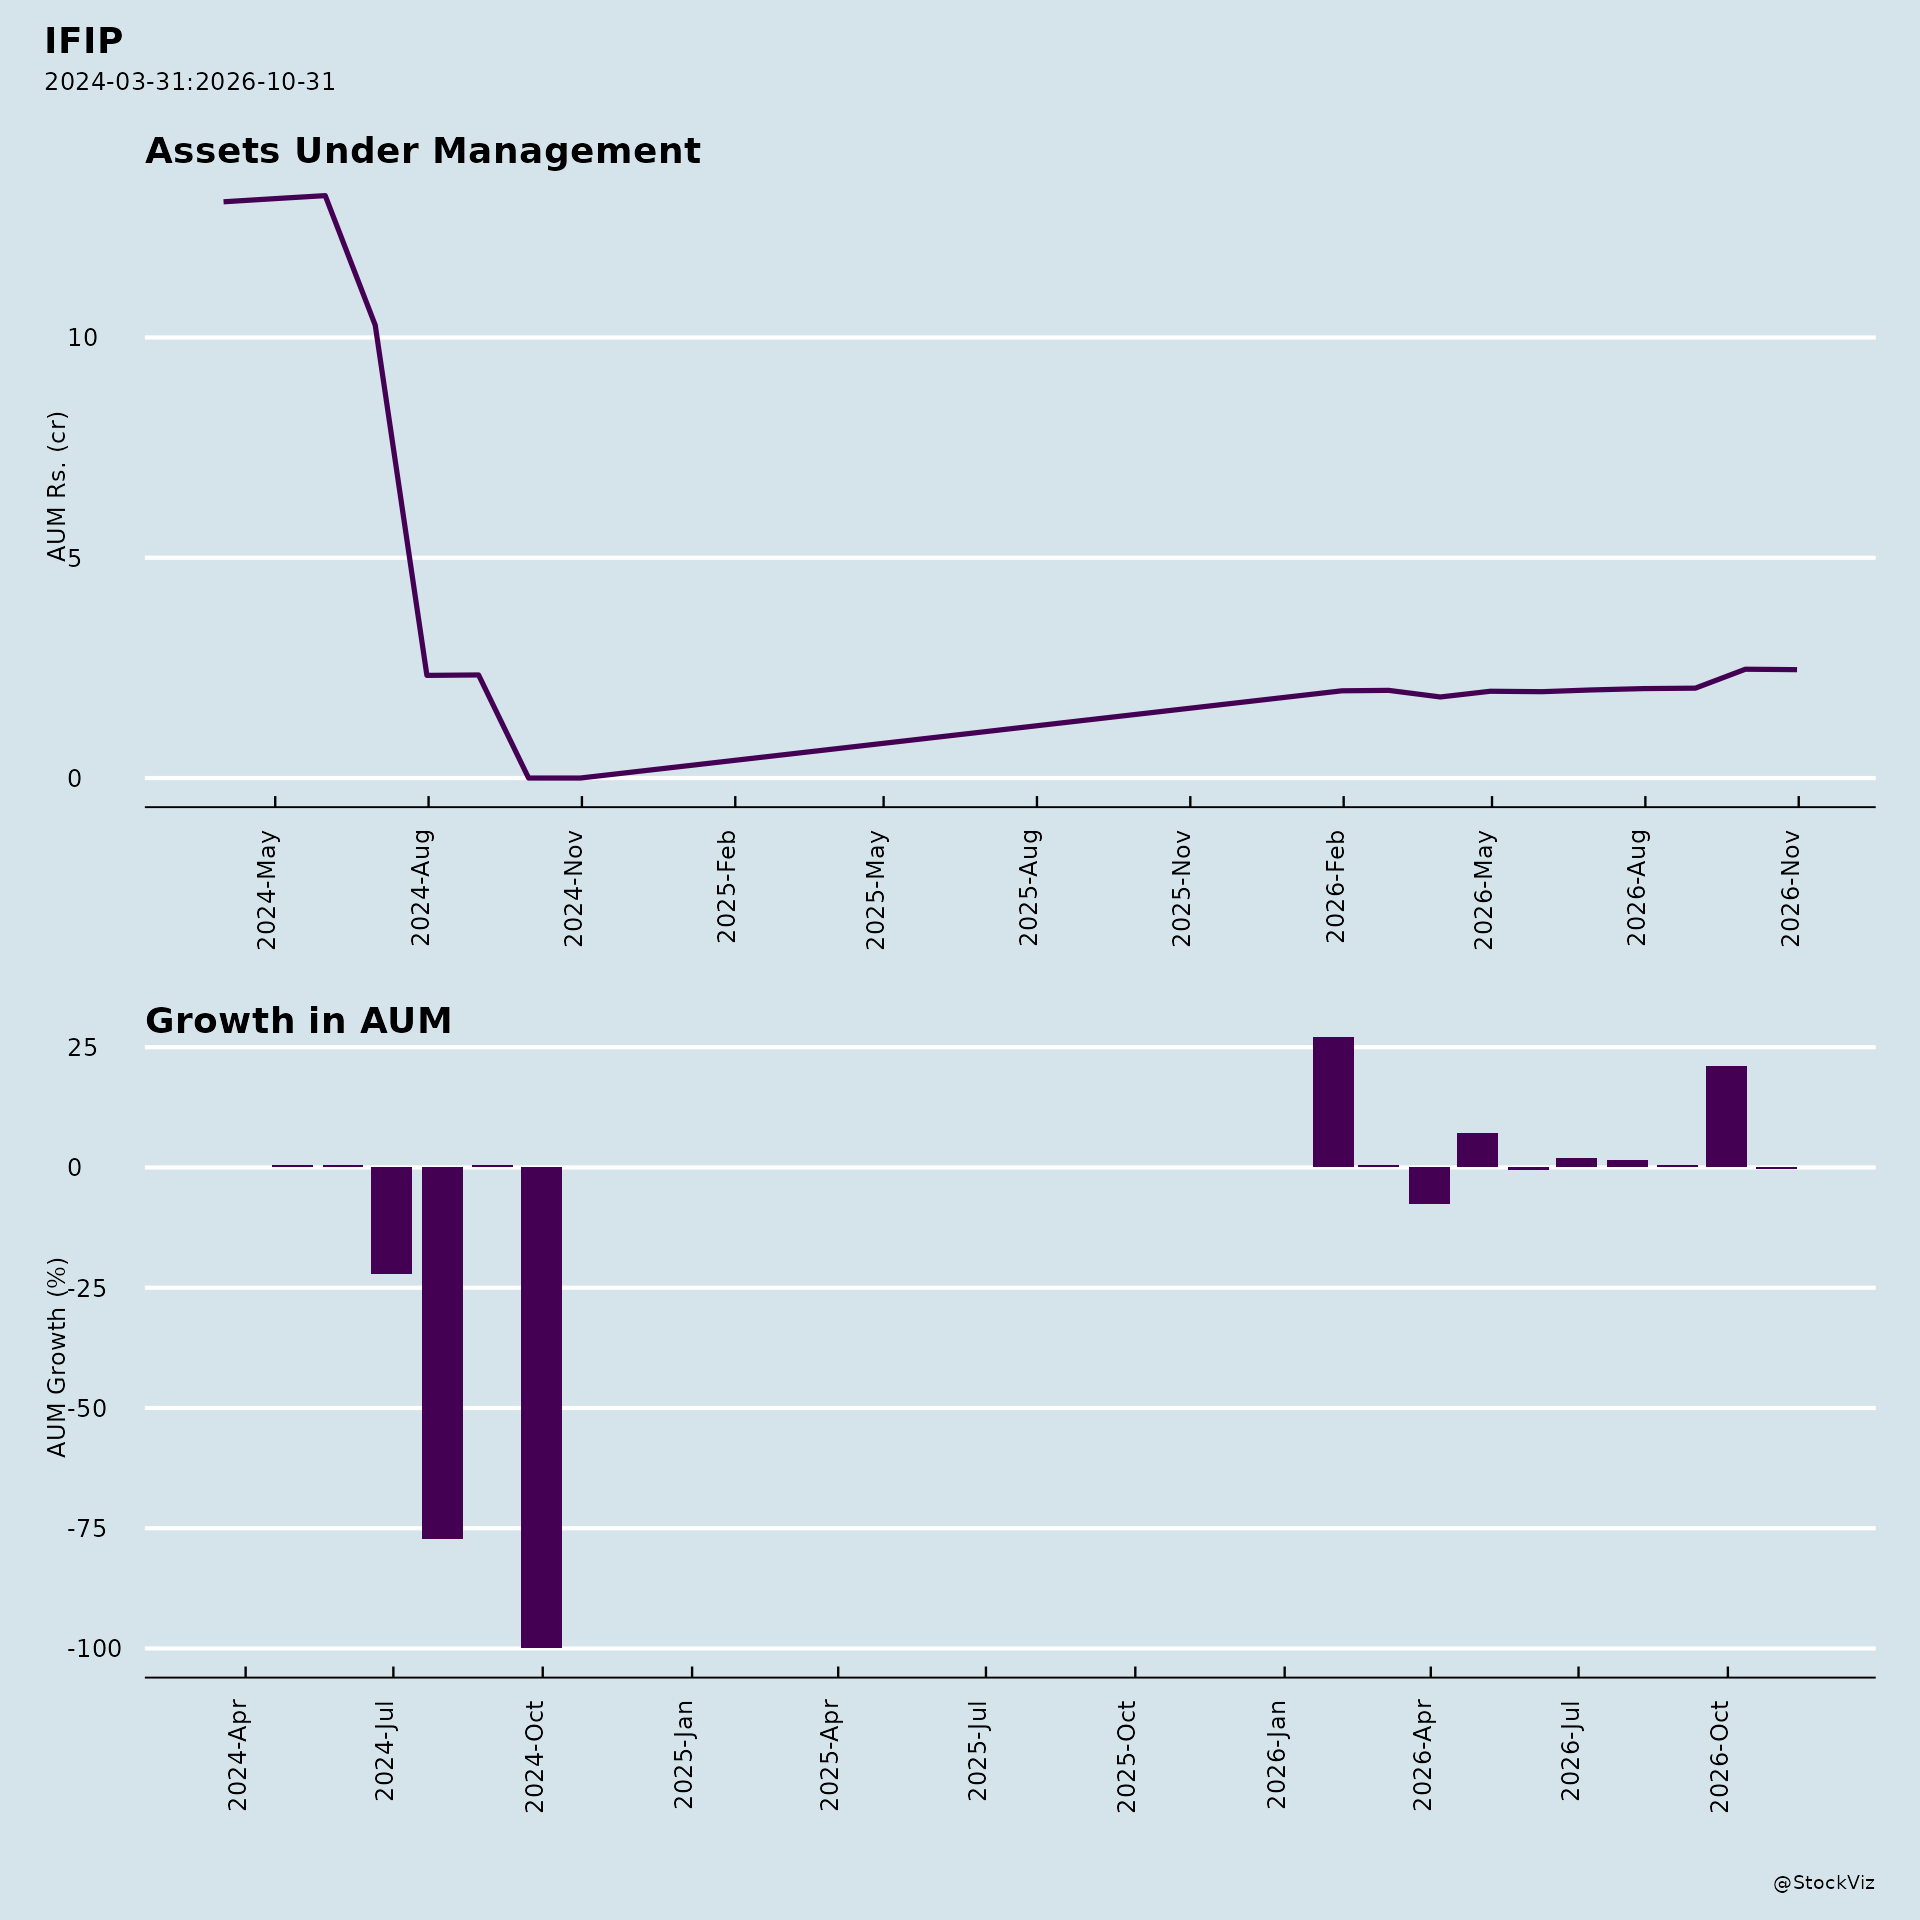 IFIP
2024-03-31:2026-10-31
Assets Under Management
AUM Rs. (cr)
10
5
0
2024-May
2024-Aug
2024-Nov
2025-Feb
2025-May
2025-Aug
2025-Nov
2026-Feb
2026-May
2026-Aug
2026-Nov
Growth in AUM
AUM Growth (%)
25
0
-25
-50
-75
-100
2024-Apr
2024-Jul
2024-Oct
2025-Jan
2025-Apr
2025-Jul
2025-Oct
2026-Jan
2026-Apr
2026-Jul
2026-Oct
@StockViz